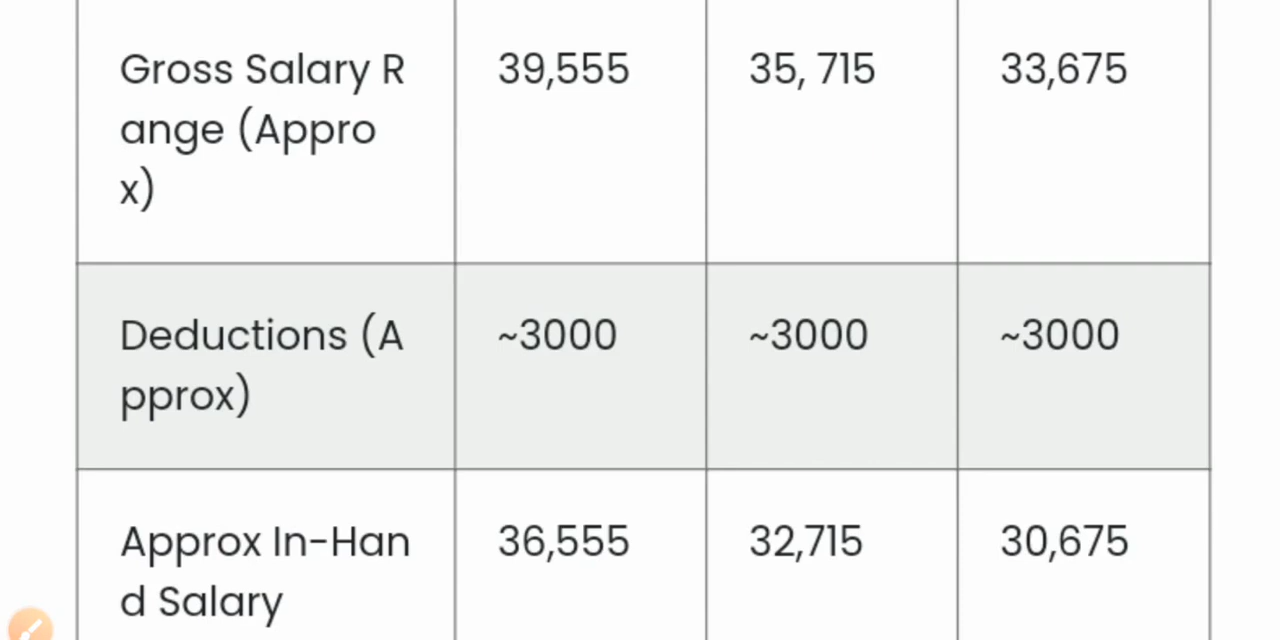 Gross Salary R
ange (Appro
x)
39,555
35, 715
33,675
Deductions (A
pprox)
~3000
~3000
~3000
Approx In-Han
d Salary
36,555
32,715
30,675